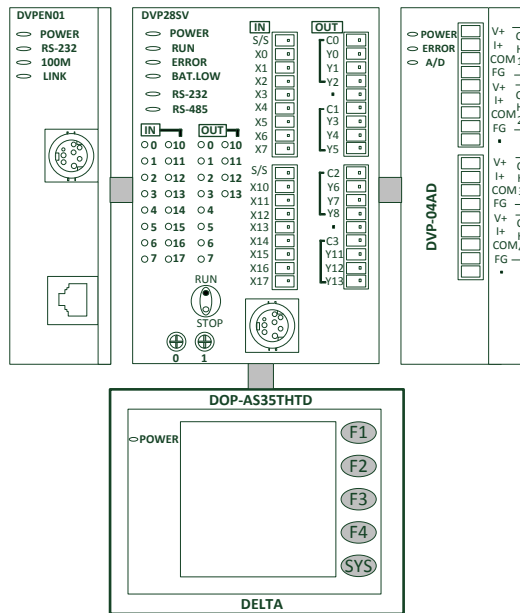 DVPEN01
POWER
RS-232
100M
LINK
DVP28SV
POWER
RUN
ERROR
BAT.LOW
RS-232
RS-485
IN OUT
0 10 0 10
1 11 1 11
2 12 2 12
3 13 3 13
4 14 4
5 15 5
6 16 6
7 17 7
RUN
STOP
0 1
IN OUT
S/S C0
X0 Y0
X1 Y1
X2 Y2
X3
X4 C1
X5 Y3
X6 Y4
X7 Y5
S/S C2
X10 Y6
X11 Y7
X12 Y8
X13
X14 C3
X15 Y11
X16 Y12
X17 Y13
POWER
ERROR
A/D
DVP-04AD
V+
I+
COM
FG
V+
I+
COM
FG
V+
I+
COM
FG
V+
I+
COM
FG
DOP-AS35THTD
POWER
F1
F2
F3
F4
SYS
DELTA